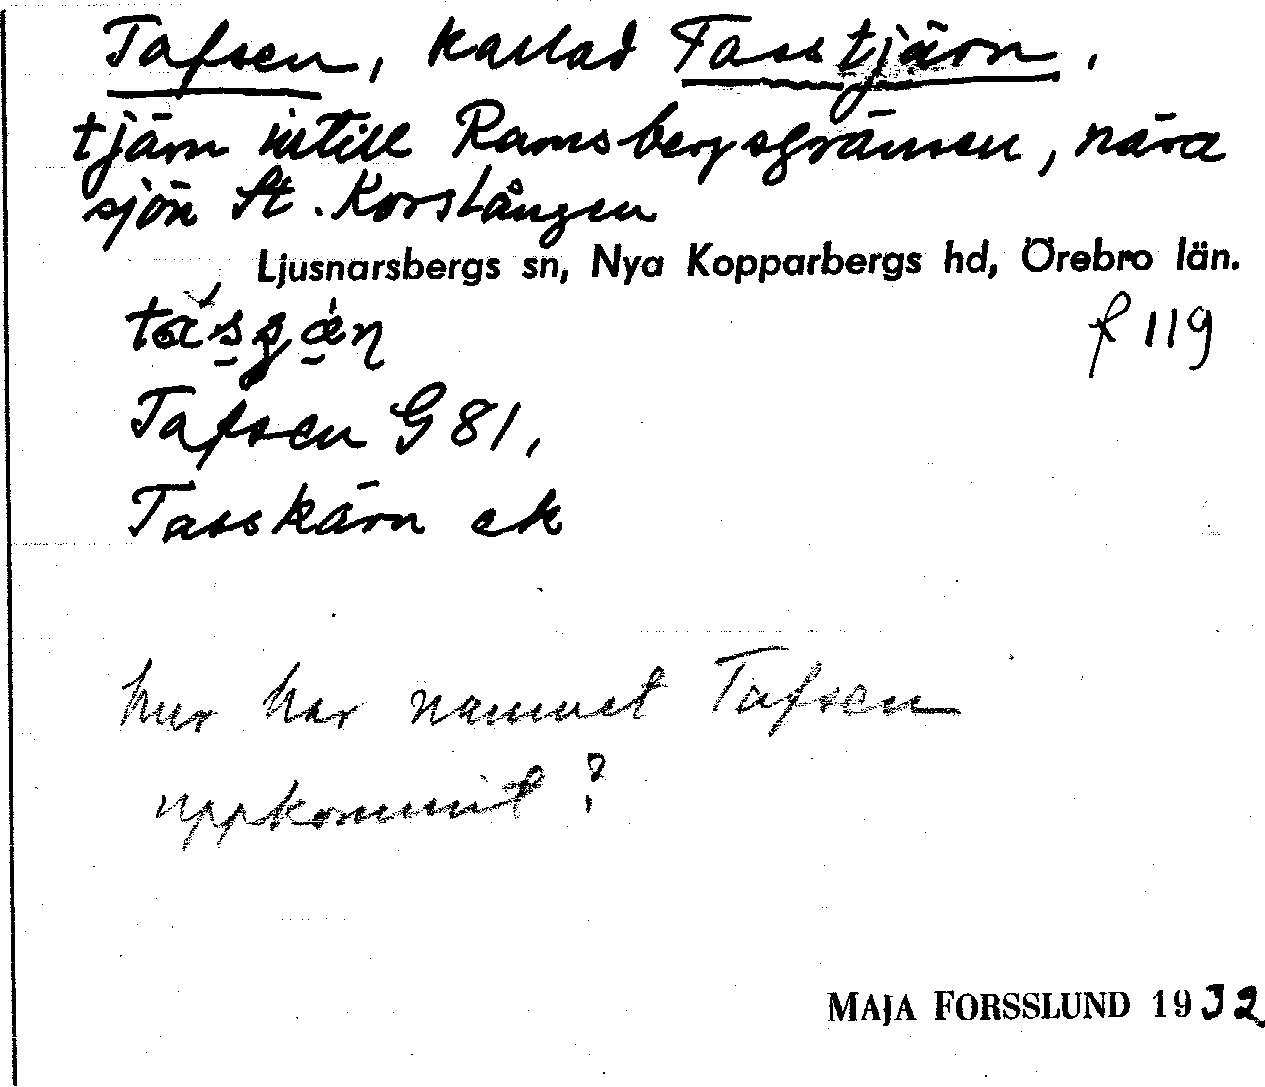 Tafsen, kallad Tasstjärn,
tjärn intill Ramsbergsgränsen, nära
sjön St. Korslången
Ljusnarsbergs sn, Nya Kopparbergs hd, Örebro län.
f 119
Tafsen G 81,
Tasskärn ek
hur har namnet Tafsen
uppkommit?
MAJA FORSSLUND 1932